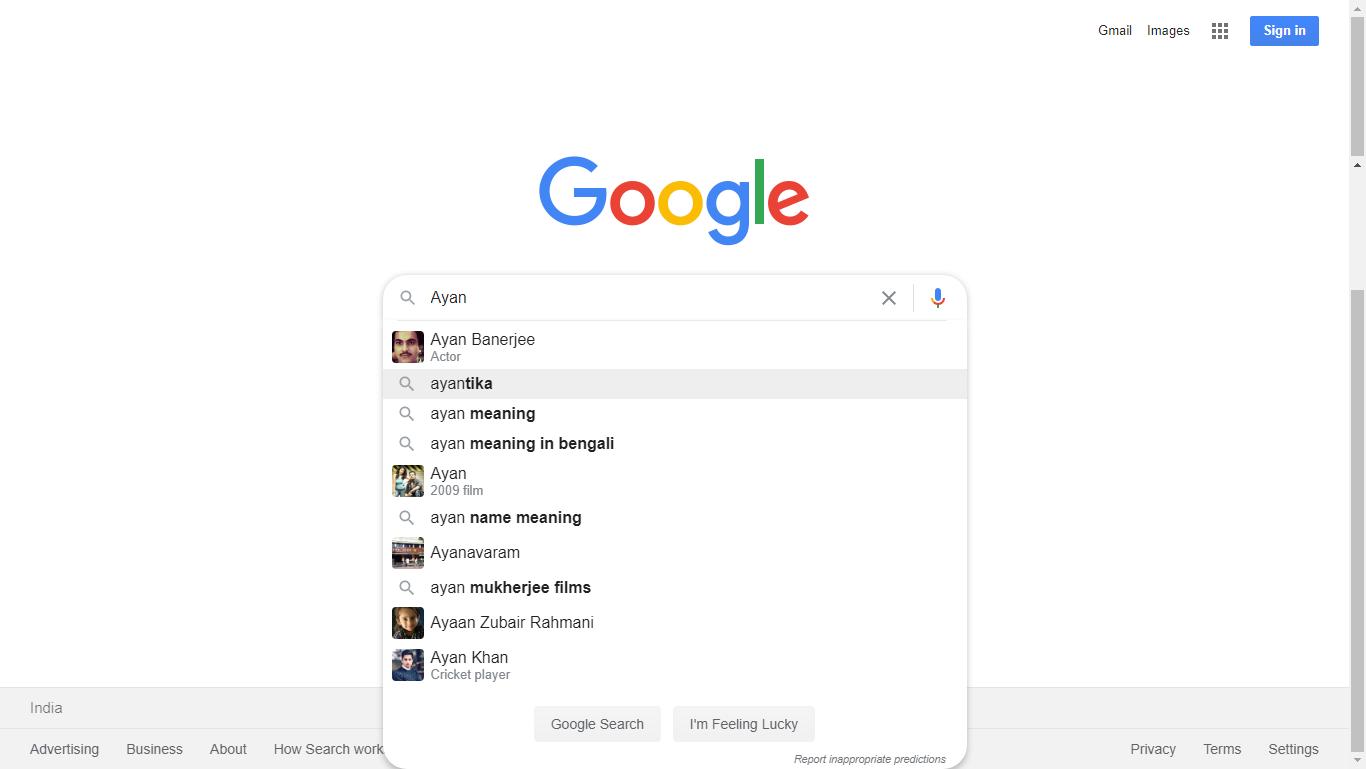 Gmail Images Sign in
Google
Ayan
Ayan Banerjee
Actor
ayantika
ayan meaning
ayan meaning in bengali
Ayan
2009 film
ayan name meaning
Ayanavaram
ayan mukherjee films
Ayaan Zubair Rahmani
Ayan Khan
Cricket player
Google Search I'm Feeling Lucky
Report inappropriate predictions
India
Advertising Business About How Search work
Privacy Terms Settings